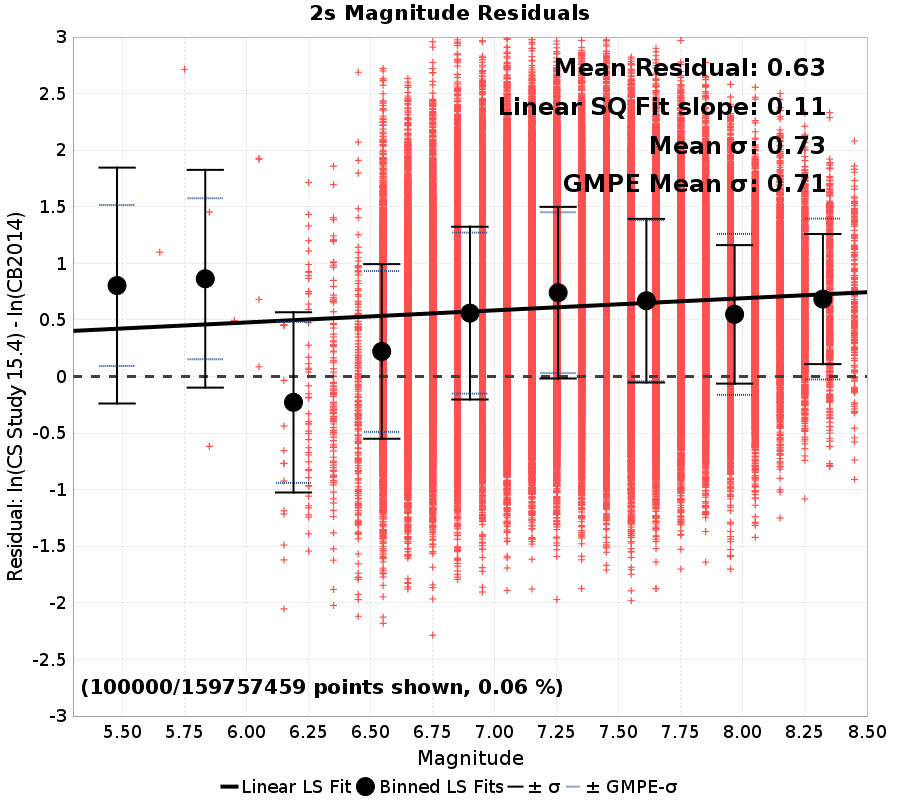 2s Magnitude Residuals
Mean Residual: 0.63
Linear SQ Fit slope: 0.11
Mean σ: 0.73
GMPE Mean σ: 0.71
Residual: ln(CS Study 15.4) - ln(CB2014)
3
2.5
2
1.5
1
0.5
0
-0.5
-1
-1.5
-2
-2.5
-3
(100000/159757459 points shown, 0.06 %)
5.50 5.75 6.00 6.25 6.50 6.75 7.00 7.25 7.50 7.75 8.00 8.25 8.50
Magnitude
Linear LS Fit Binned LS Fits ± σ ± GMPE-σ